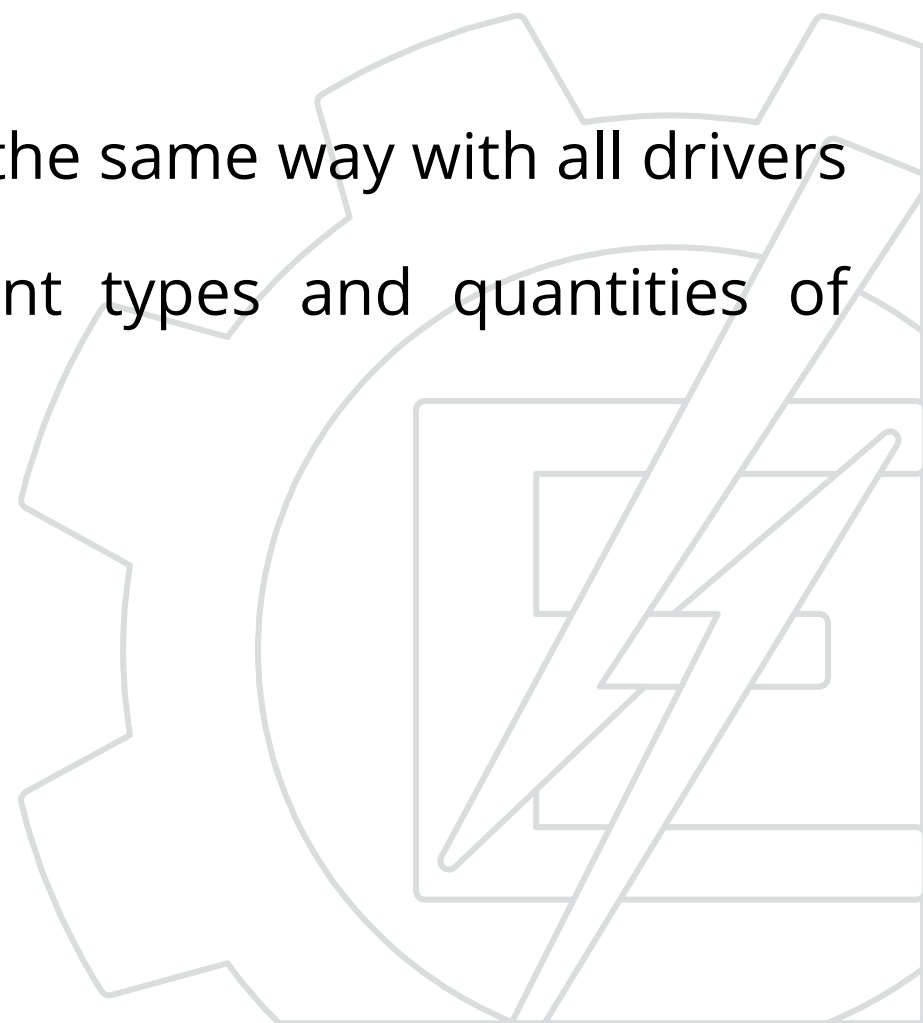 the same way with all drivers
nt types and quantities of